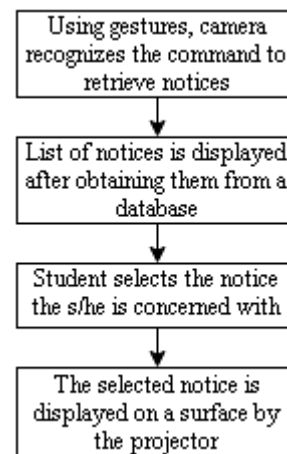 Using gestures, camera
recognizes the command to
retrieve notices
List of notices is displayed
after obtaining them from a
database
Student selects the notice
the s/he is concerned with
The selected notice is
displayed on a surface by
the projector